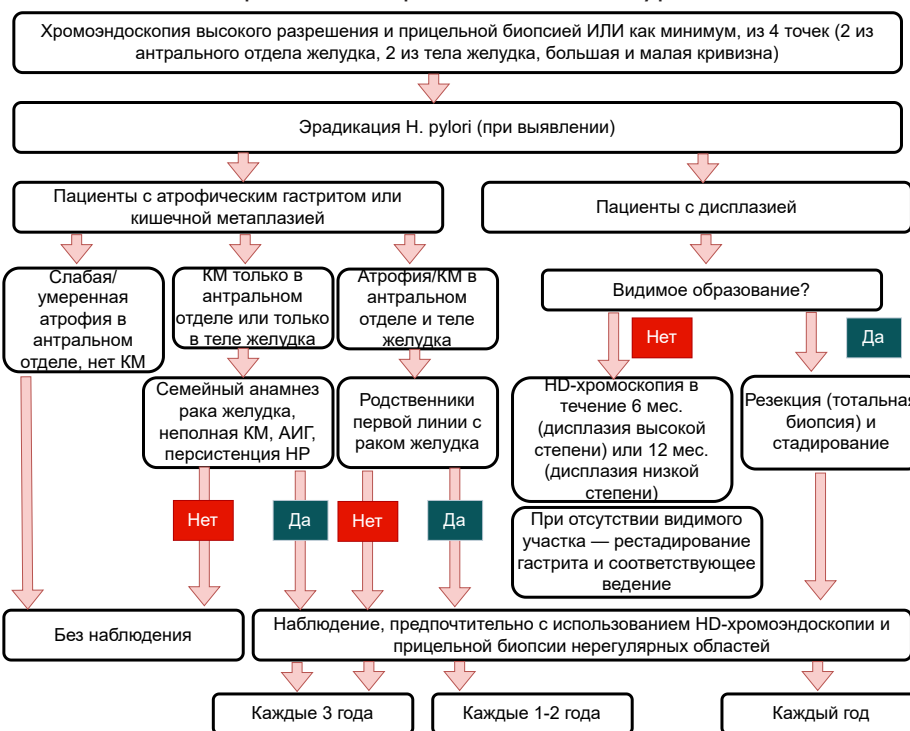 Хромоэндоскопия высокого разрешения и прицельной биопсией ИЛИ как минимум, из 4 точек (2 из
антрального отдела желудка, 2 из тела желудка, большая и малая кривизна)
Эрадикация H. pylori (при выявлении)
Пациенты с атрофическим гастритом или
кишечной метаплазией
Пациенты с дисплазией
Слабая/
умеренная
атрофия в
антральном
отделе, нет КМ
КМ только в
антральном
отделе или только
в теле желудка
Атрофия/КМ в
антральном
отделе и теле
желудка
Видимое образование?
Нет
Да
Семейный анамнез
рака желудка,
неполная КМ, АИГ,
персистенция HP
Родственники
первой линии с
раком желудка
HD-хромоскопия в
течение 6 мес.
(дисплазия высокой
степени) или 12 мес.
(дисплазия низкой
степени)
Резекция (тотальная
биопсия) и
стадирование
Нет
Да
Нет
Да
При отсутствии видимого
участка — рестадирование
гастрита и соответствующее
ведение
Без наблюдения
Наблюдение, предпочтительно с использованием HD-хромоэндоскопии и
прицельной биопсии нерегулярных областей
Каждые 3 года
Каждые 1-2 года
Каждый год